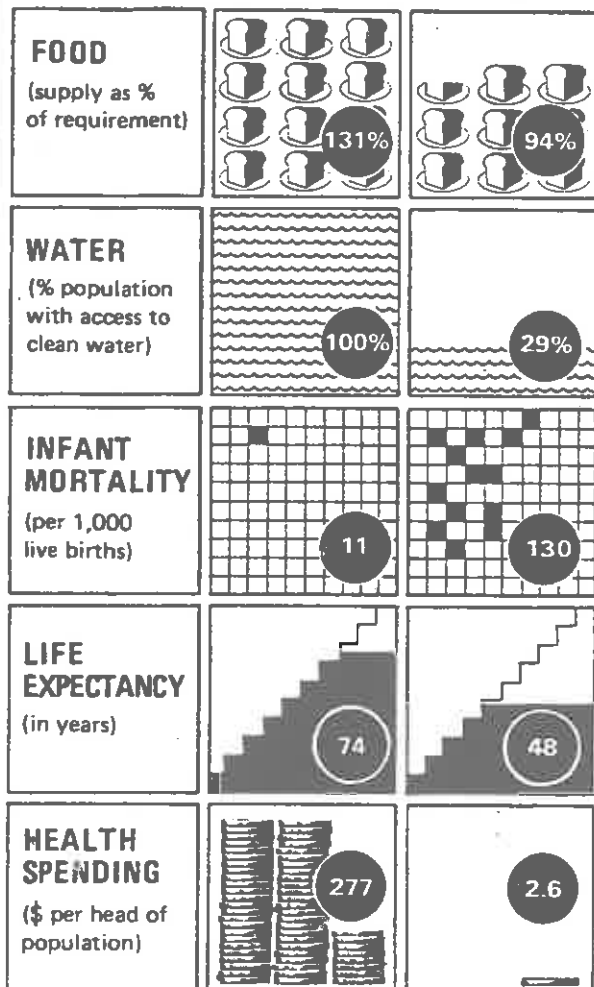 FOOD
(supply as %
of requirement)
131%
94%
WATER
(% population
with access to
clean water)
100%
29%
INFANT
MORTALITY
(per 1,000
live births)
11
130
LIFE
EXPECTANCY
(in years)
74
48
HEALTH
SPENDING
($ per head of
population)
277
2.6